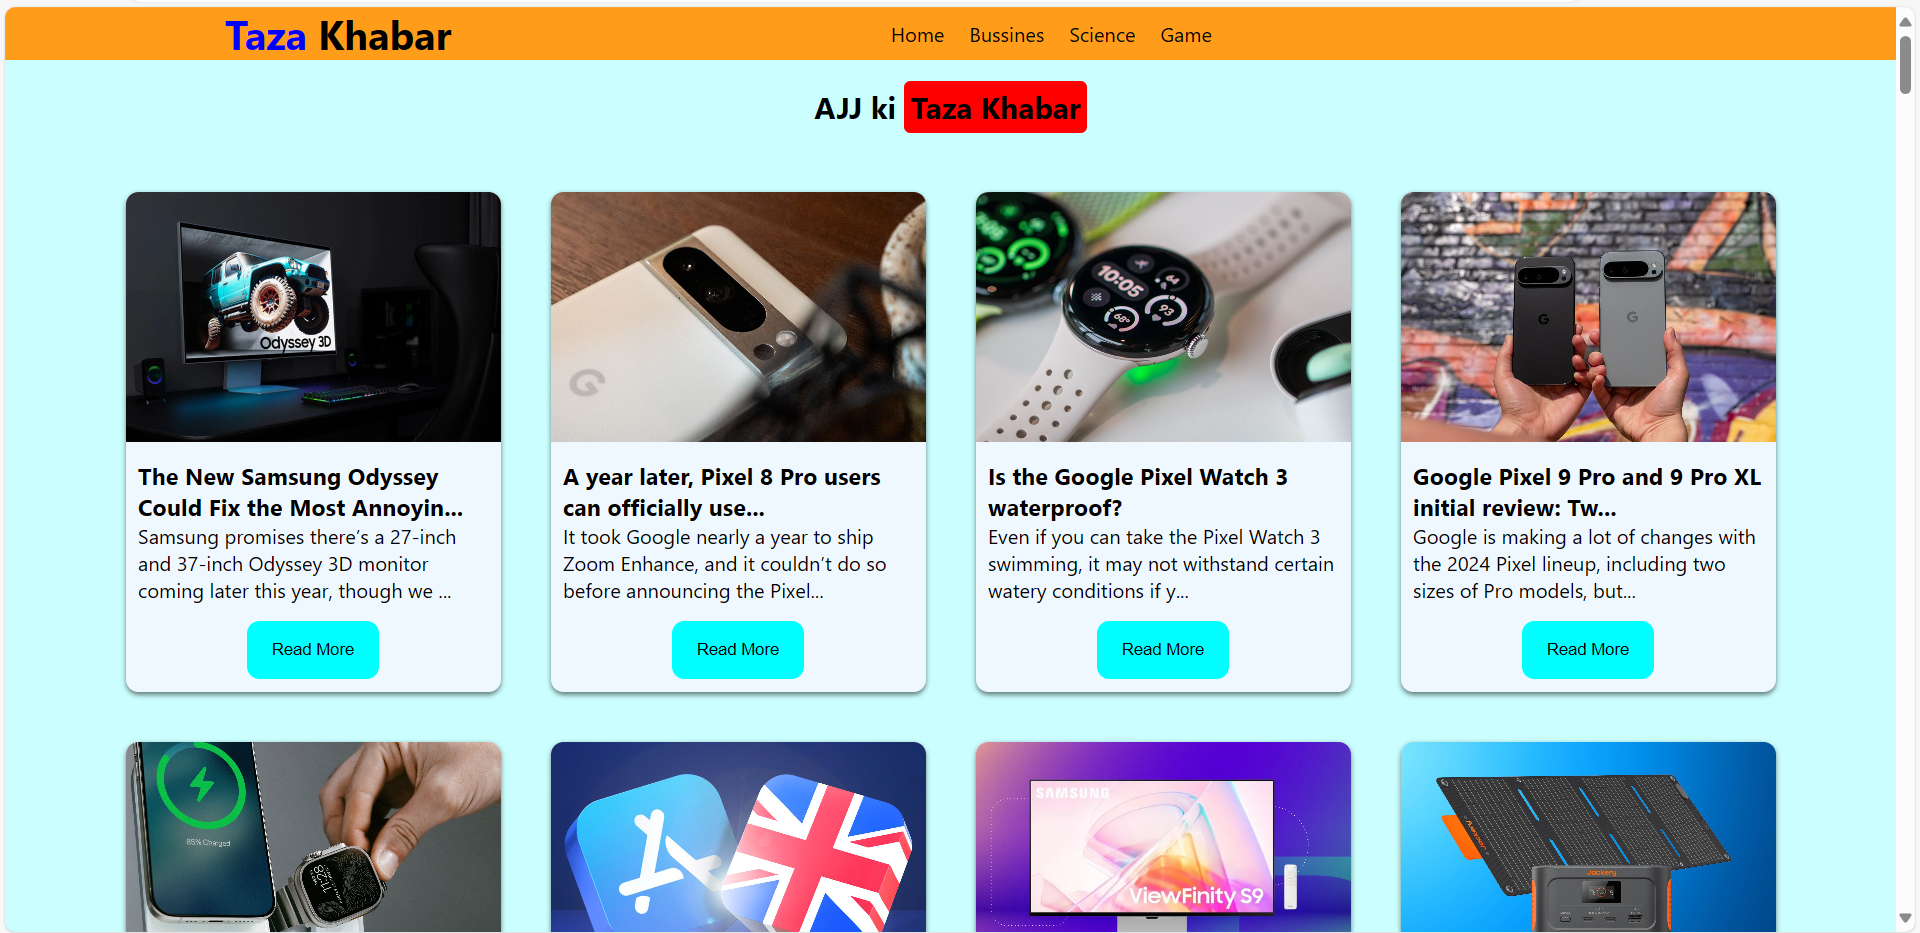 Taza Khabar
Home Bussines Science Game
AJJ ki Taza Khabar
Odyssey 3D
G
10:05
64
93
68°
G
G
The New Samsung Odyssey
Could Fix the Most Annoyin...
Samsung promises there’s a 27-inch
and 37-inch Odyssey 3D monitor
coming later this year, though we ...
Read More
A year later, Pixel 8 Pro users
can officially use...
It took Google nearly a year to ship
Zoom Enhance, and it couldn’t do so
before announcing the Pixel...
Read More
Is the Google Pixel Watch 3
waterproof?
Even if you can take the Pixel Watch 3
swimming, it may not withstand certain
watery conditions if y...
Read More
Google Pixel 9 Pro and 9 Pro XL
initial review: Tw...
Google is making a lot of changes with
the 2024 Pixel lineup, including two
sizes of Pro models, but...
Read More
85% Charged
11:28
SAMSUNG
ViewFinity S9
Jackery